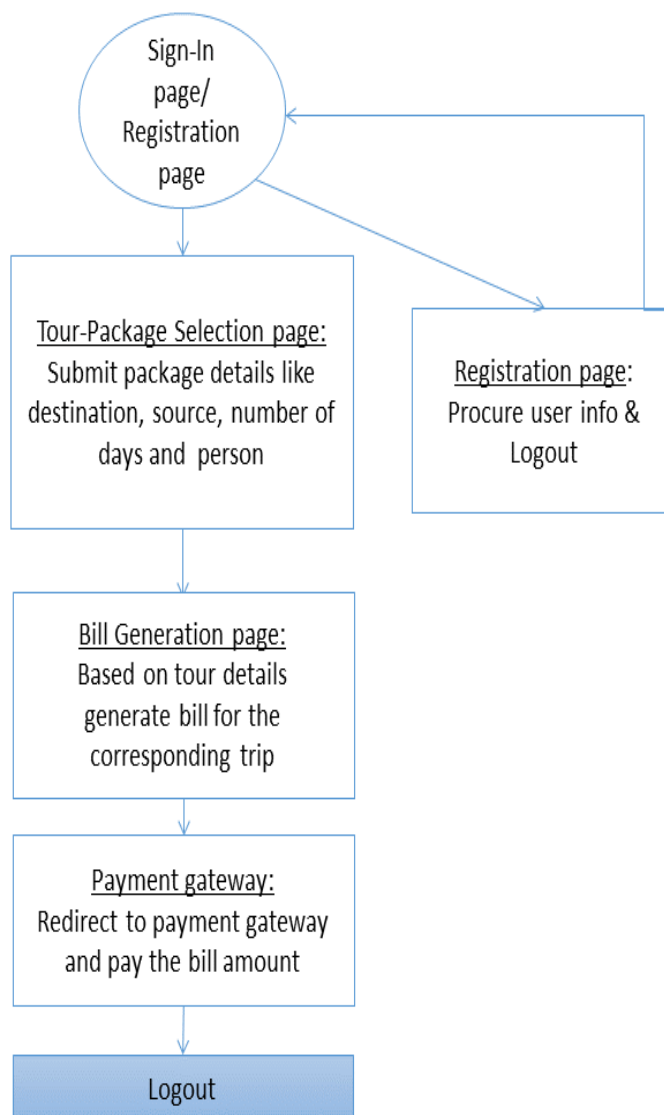 Sign-In
page/
Registration
page
Tour-Package Selection page:
Submit package details like
destination, source, number of
days and person
Registration page:
Procure user info &
Logout
Bill Generation page:
Based on tour details
generate bill for the
corresponding trip
Payment gateway:
Redirect to payment gateway
and pay the bill amount
Logout